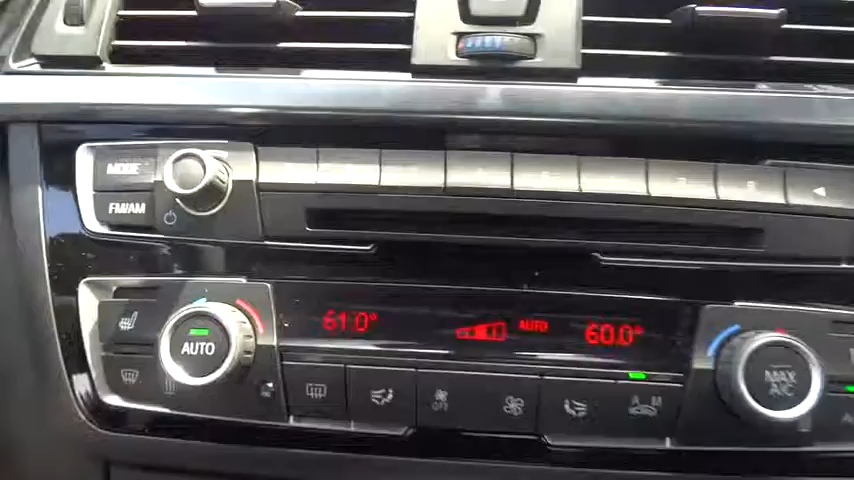 MODE
FM/AM
61.0°
AUTO
60.0°
AUTO
MAX
A/C
OFF
A M